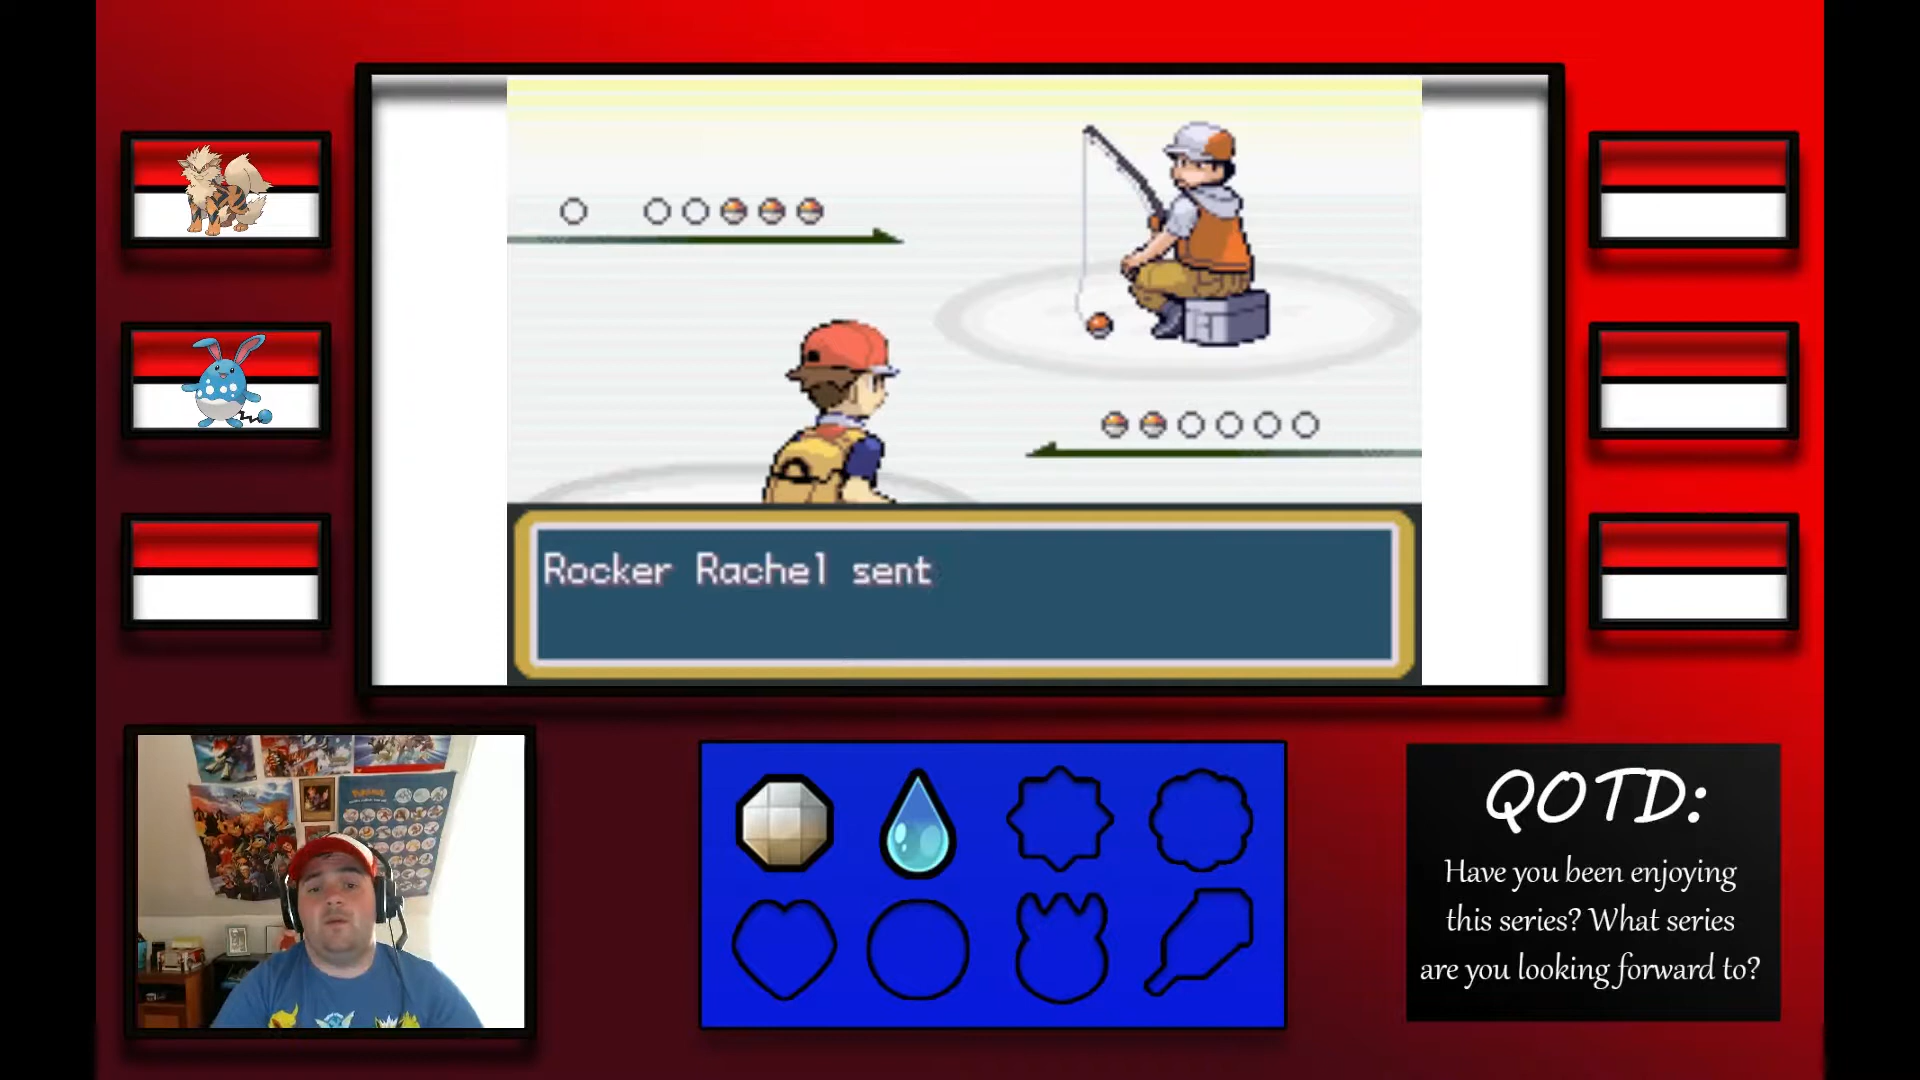 Rocker Rachel sent
QOTD:
Have you been enjoying
this series? What series
are you looking forward to?